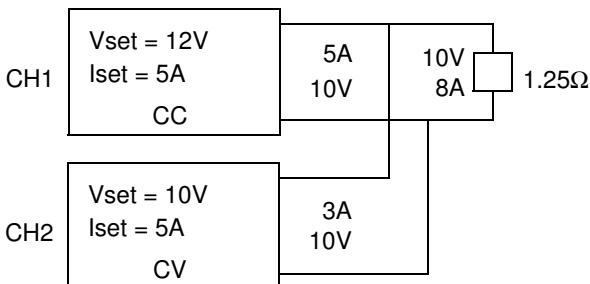 CH1
Vset = 12V
Iset = 5A
CC
5A
10V
10V
8A
1.25Ω
CH2
Vset = 10V
Iset = 5A
CV
3A
10V